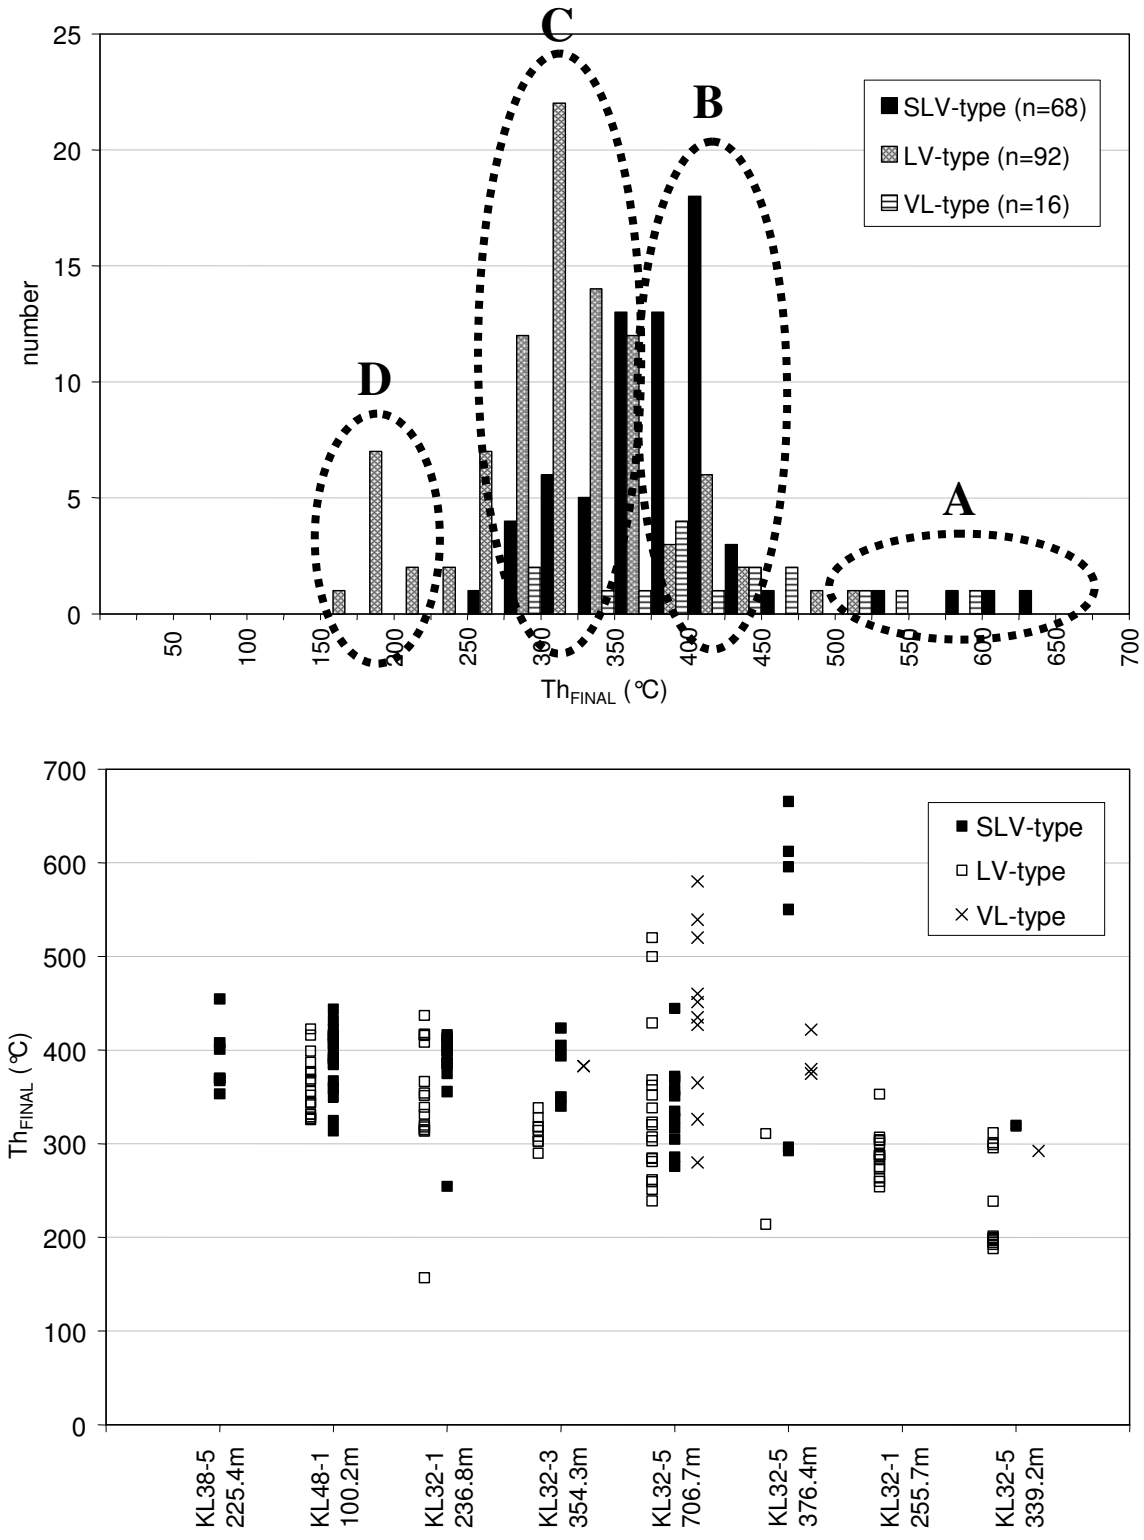 C
25
B
SLV-type (n=68)
LV-type (n=92)
VL-type (n=16)
20
15
number
D
10
A
5
0
50 100 150 200 250 300 350 400 450 500 550 600 650 700
Th FINAL (°C)
700
SLV-type
LV-type
VL-type
600
500
400
Th FINAL (°C)
300
200
100
0
KL38-5
225.4m
KL48-1
100.2m
KL32-1
236.8m
KL32-3
354.3m
KL32-5
706.7m
KL32-5
376.4m
KL32-1
255.7m
KL32-5
339.2m